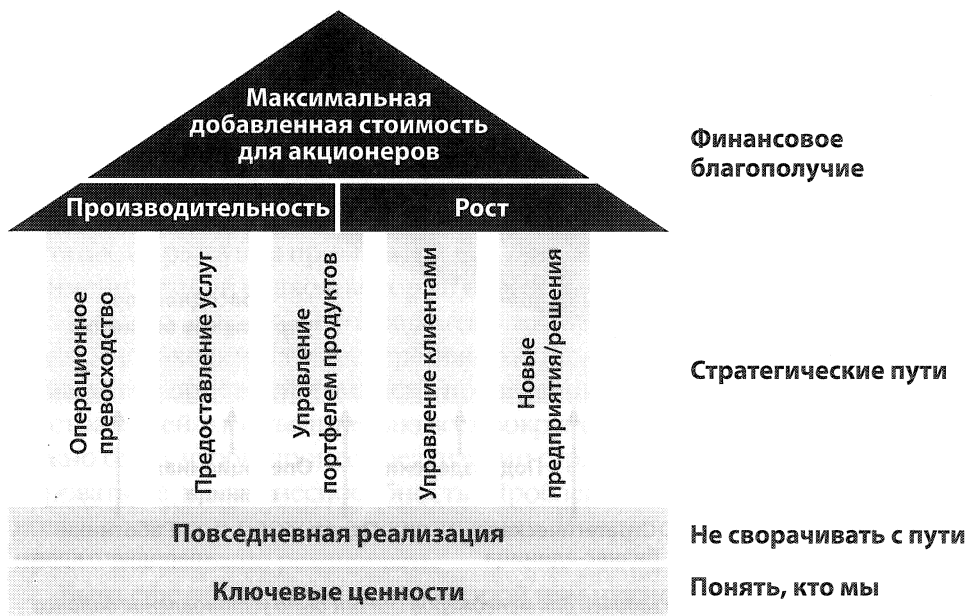 Максимальная
добавленная стоимость
для акционеров
Финансовое
благополучие
Производительность
Рост
Операционное
превосходство
Предоставление услуг
Управление
портфелем продуктов
Управление клиентами
Новые
предприятия/решения
Стратегические пути
Повседневная реализация
Не сворачивать с пути
Ключевые ценности
Понять, кто мы